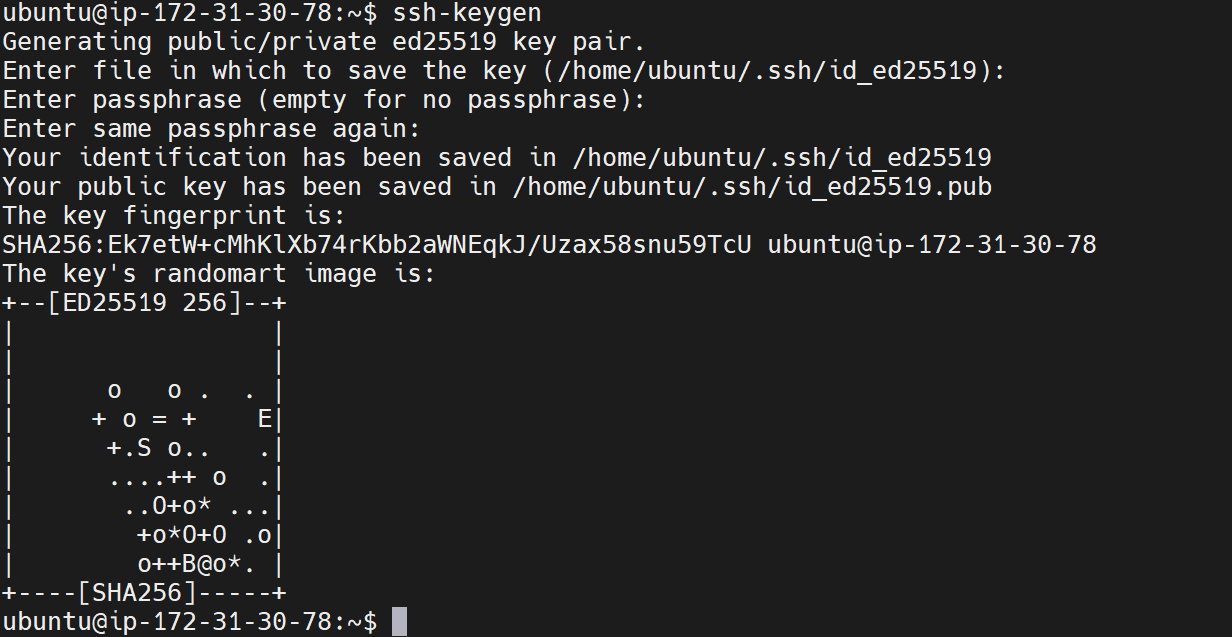 ubuntu@ip-172-31-30-78:~$ ssh-keygen
Generating public/private ed25519 key pair.
Enter file in which to save the key (/home/ubuntu/.ssh/id_ed25519):
Enter passphrase (empty for no passphrase):
Enter same passphrase again:
Your identification has been saved in /home/ubuntu/.ssh/id_ed25519
Your public key has been saved in /home/ubuntu/.ssh/id_ed25519.pub
The key fingerprint is:
SHA256:Ek7etW+cMhKlXb74rKbb2aWNEqkJ/Uzax58snu59TcU ubuntu@ip-172-31-30-78
The key's randomart image is:
+--[ED25519 256]--+
|                 |
|                 |
|      o   o .  . |
|     + o = +    E|
|      +.S o..   .|
|      ....++ o  .|
|       ..O+o* ...|
|        +o*O+O .o|
|        o++B@o*. |
+----[SHA256]-----+
ubuntu@ip-172-31-30-78:~$